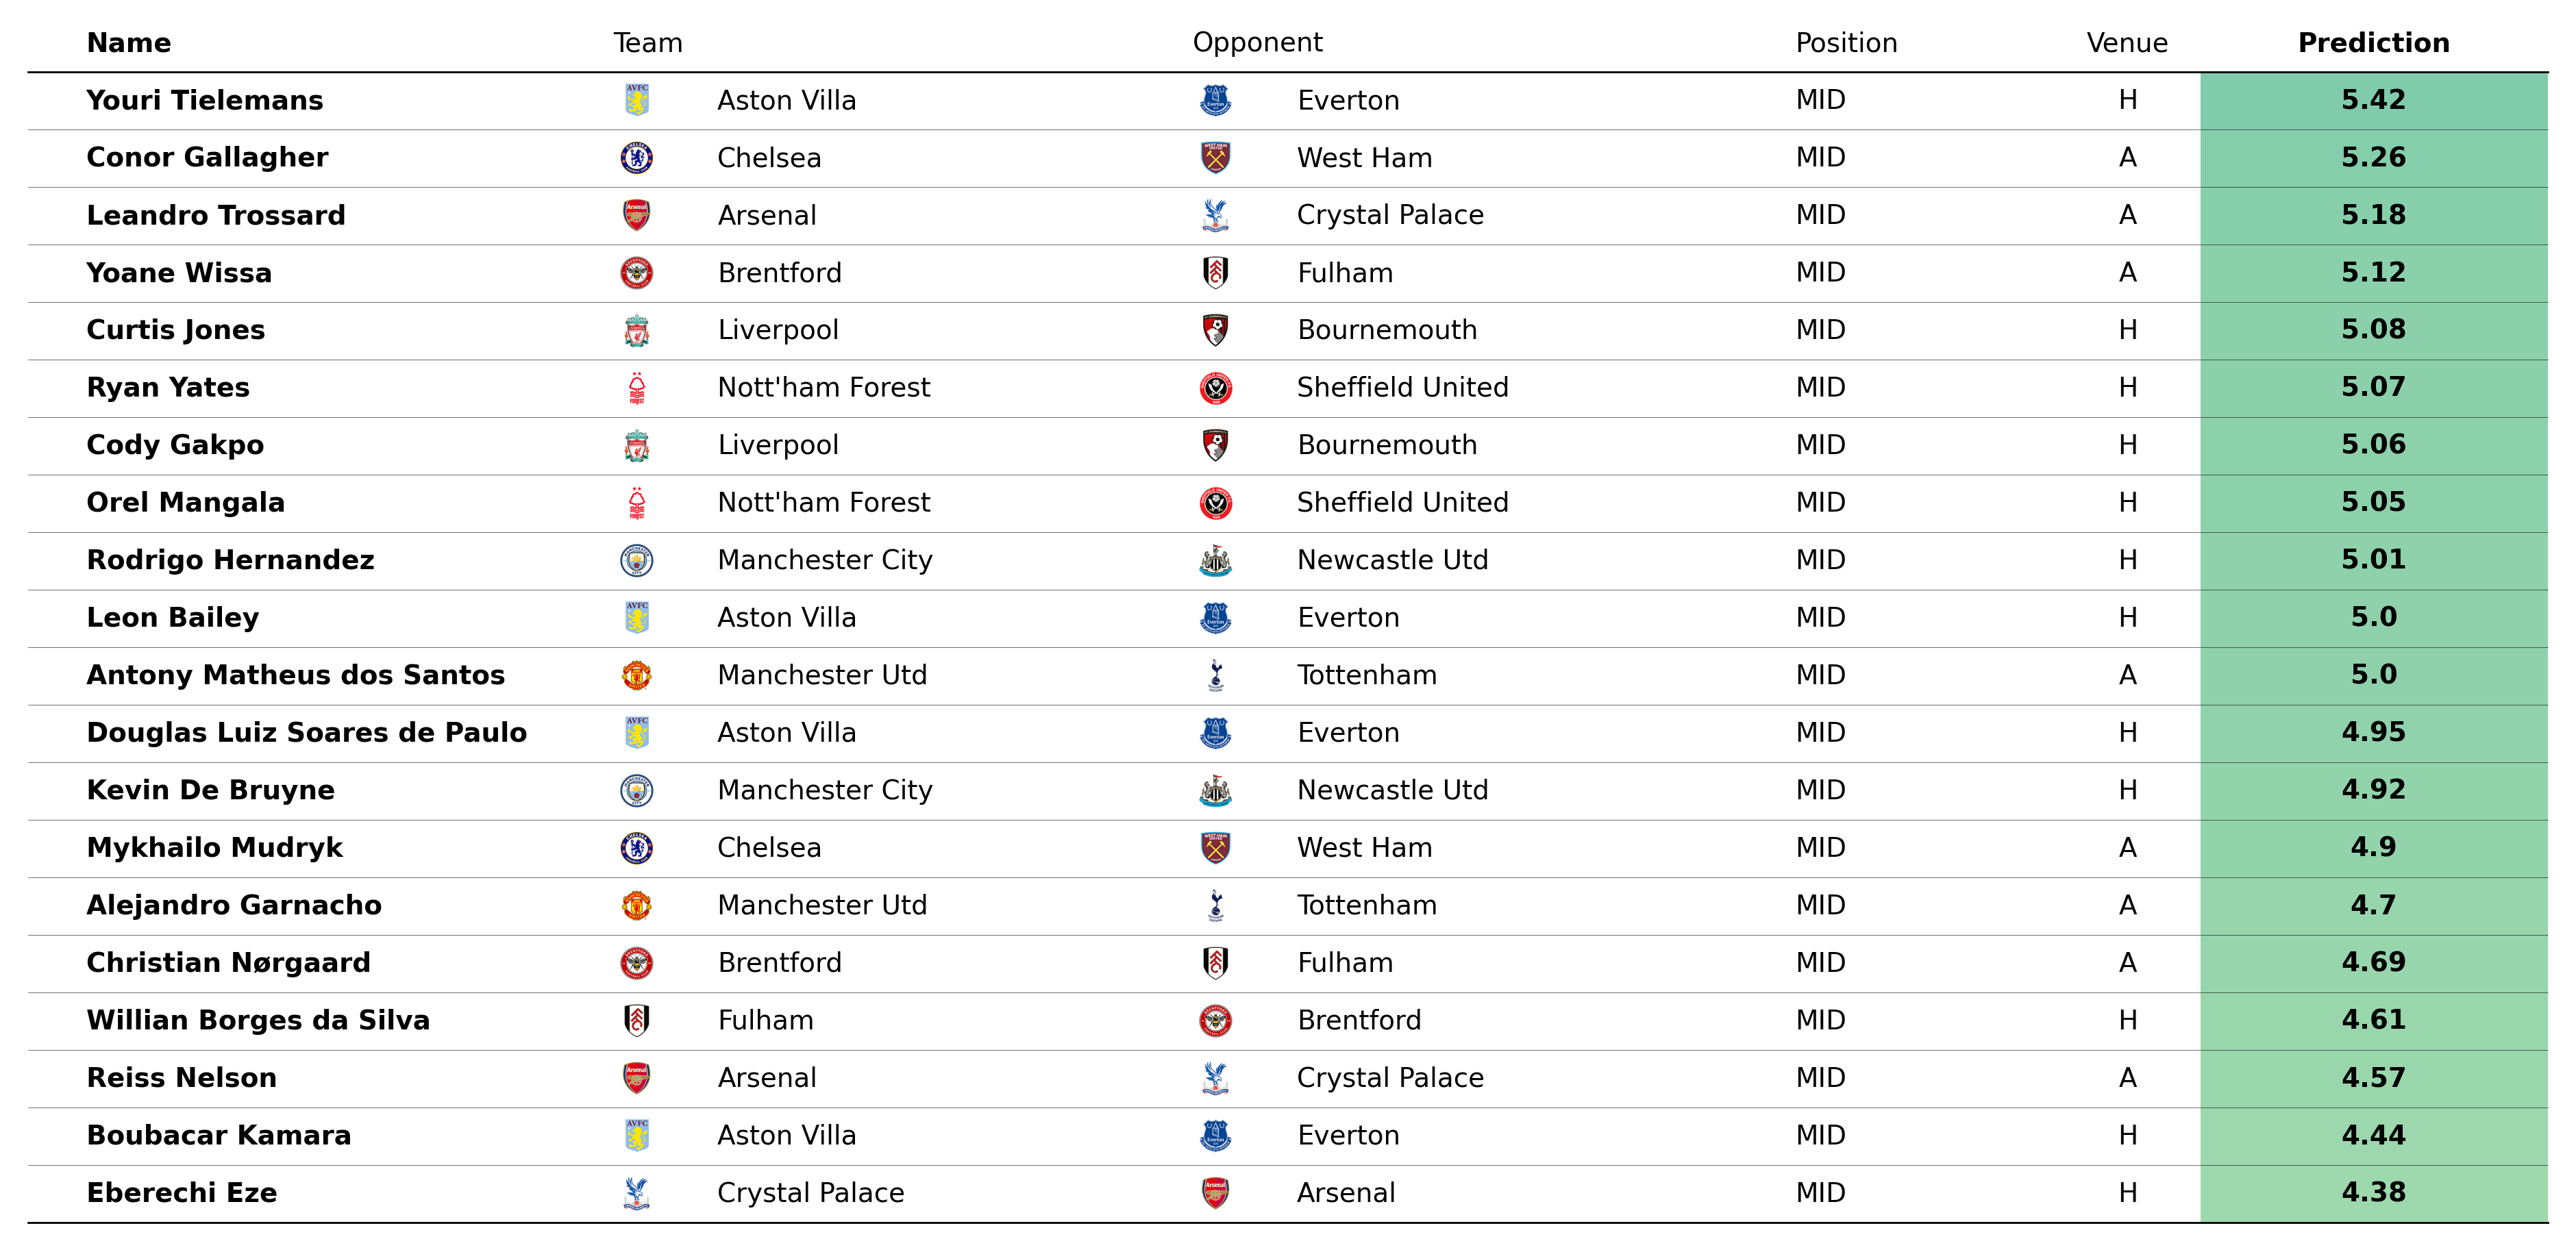 Name Team Opponent Position Venue Prediction
Youri Tielemans Aston Villa Everton MID H 5.42
Conor Gallagher Chelsea West Ham MID A 5.26
Leandro Trossard Arsenal Crystal Palace MID A 5.18
Yoane Wissa Brentford Fulham MID A 5.12
Curtis Jones Liverpool Bournemouth MID H 5.08
Ryan Yates Nott'ham Forest Sheffield United MID H 5.07
Cody Gakpo Liverpool Bournemouth MID H 5.06
Orel Mangala Nott'ham Forest Sheffield United MID H 5.05
Rodrigo Hernandez Manchester City Newcastle Utd MID H 5.01
Leon Bailey Aston Villa Everton MID H 5.0
Antony Matheus dos Santos Manchester Utd Tottenham MID A 5.0
Douglas Luiz Soares de Paulo Aston Villa Everton MID H 4.95
Kevin De Bruyne Manchester City Newcastle Utd MID H 4.92
Mykhailo Mudryk Chelsea West Ham MID A 4.9
Alejandro Garnacho Manchester Utd Tottenham MID A 4.7
Christian Nørgaard Brentford Fulham MID A 4.69
Willian Borges da Silva Fulham Brentford MID H 4.61
Reiss Nelson Arsenal Crystal Palace MID A 4.57
Boubacar Kamara Aston Villa Everton MID H 4.44
Eberechi Eze Crystal Palace Arsenal MID H 4.38